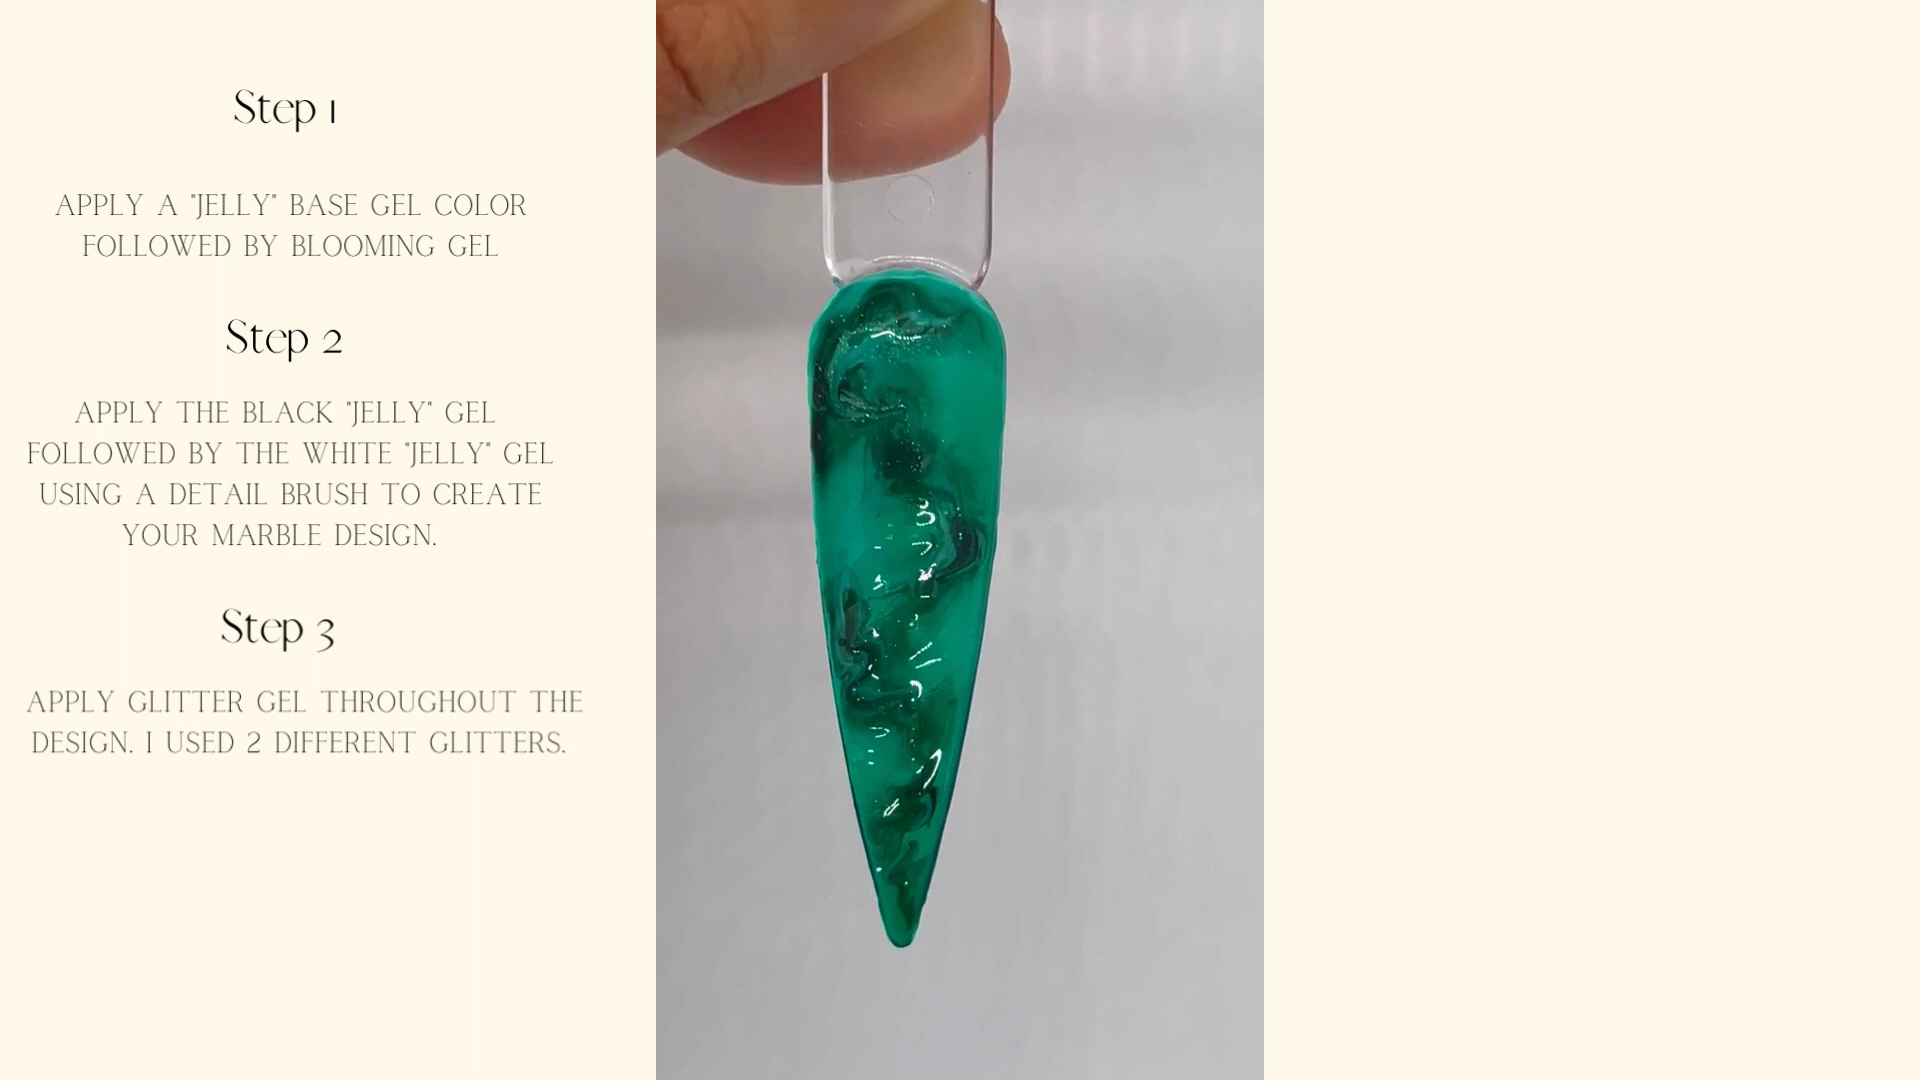 Step 1
APPLY A "JELLY" BASE GEL COLOR
FOLLOWED BY BLOOMING GEL
Step 2
APPLY THE BLACK "JELLY" GEL
FOLLOWED BY THE WHITE "JELLY" GEL
USING A DETAIL BRUSH TO CREATE
YOUR MARBLE DESIGN.
Step 3
APPLY GLITTER GEL THROUGHOUT THE
DESIGN. I USED 2 DIFFERENT GLITTERS.